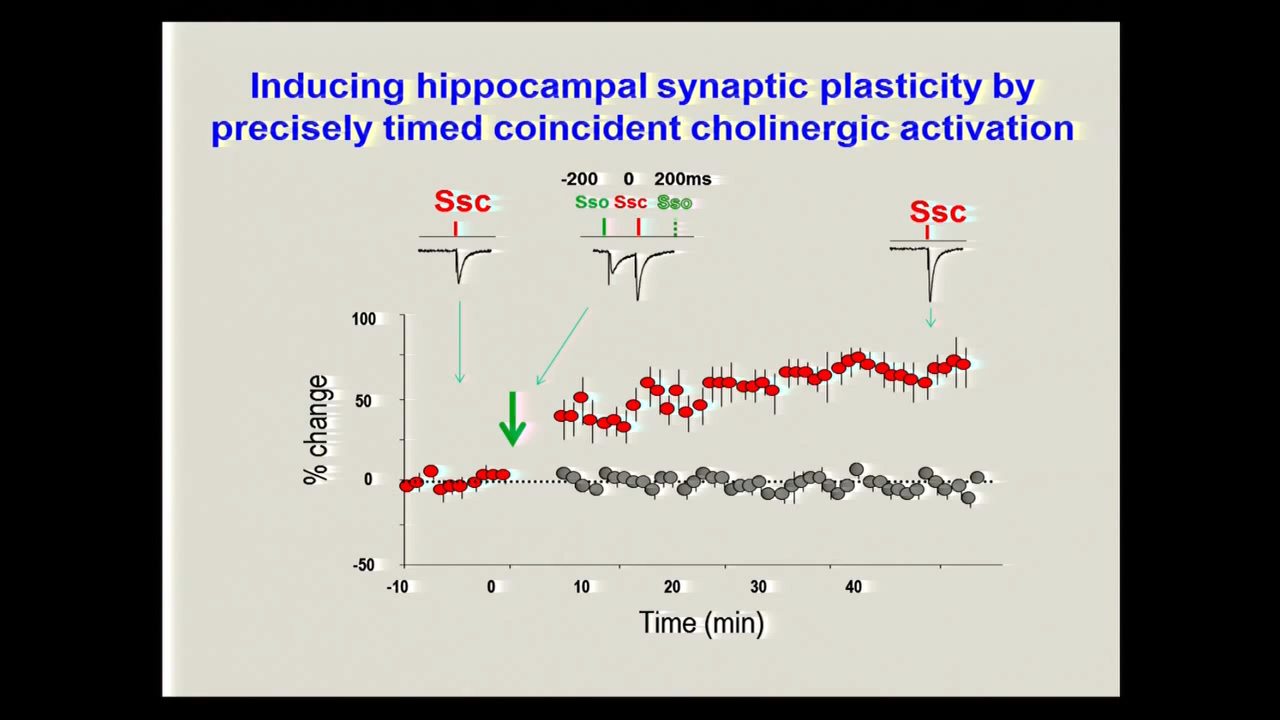 Inducing hippocampal synaptic plasticity by
precisely timed coincident cholinergic activation
-200 0 200ms
Ssc
Sso Ssc Sso
Ssc
100
50
0
-50
% change
-10 0 10 20 30 40
Time (min)